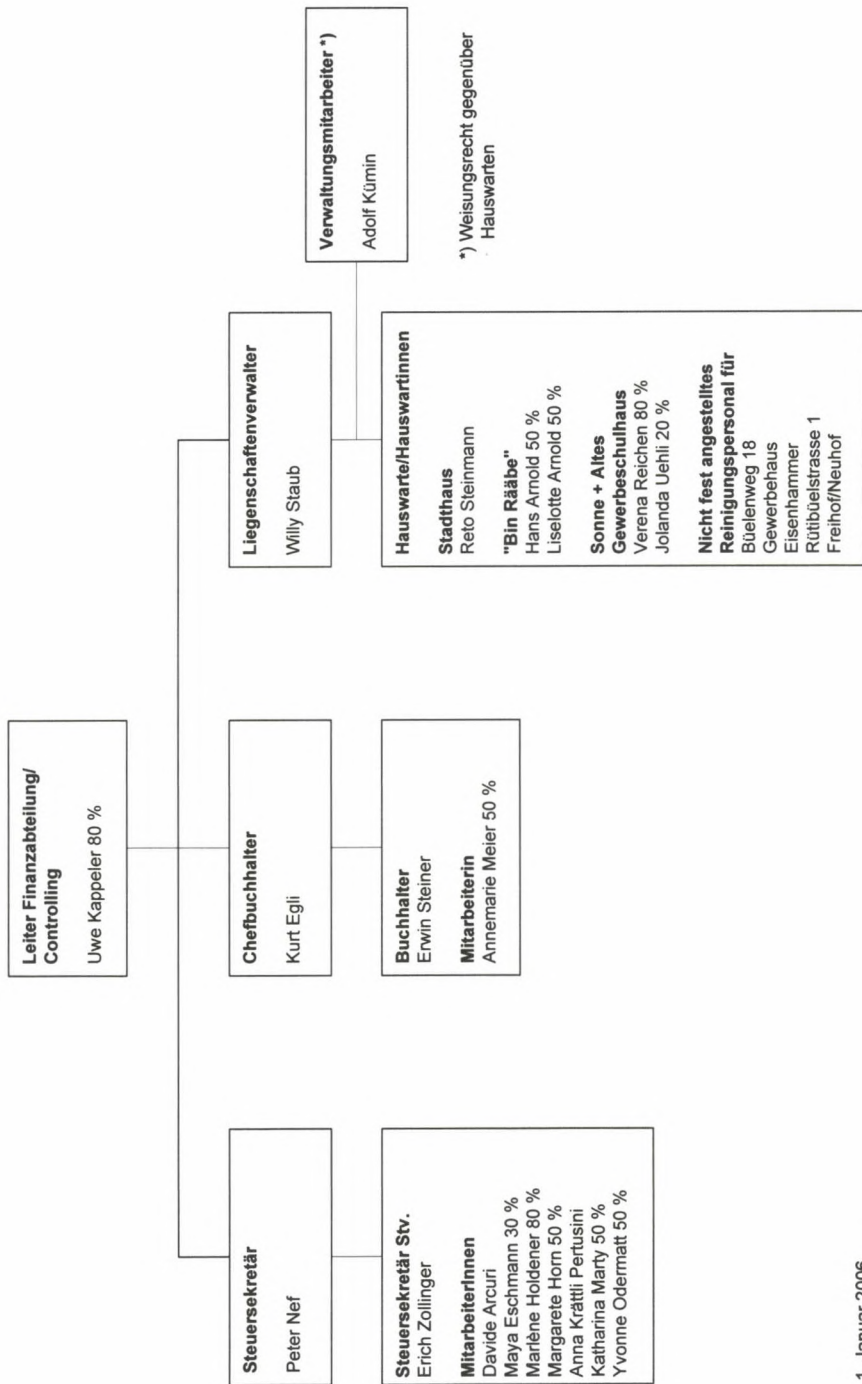 Leiter Finanzabteilung/
Controlling
Uwe Kappeler 80 %
Steuersekretär
Peter Nef
Chefbuchhalter
Kurt Egli
Liegenschaftenverwalter
Willy Staub
Verwaltungsmitarbeiter *)
Adolf Kümin
*) Weisungsrecht gegenüber
Hauswarten
Steuersekretär Stv.
Erich Zollinger
MitarbeiterInnen
Davide Arcuri
Maya Eschmann 30 %
Marlène Holdener 80 %
Margarete Horn 50 %
Anna Krättli Pertusini
Katharina Marty 50 %
Yvonne Odermatt 50 %
Buchhalter
Erwin Steiner
Mitarbeiterin
Annemarie Meier 50 %
Hauswarte/Hauswartinnen
Stadthaus
Reto Steinmann
"Bin Rääbe"
Hans Arnold 50 %
Liselotte Arnold 50 %
Sonne + Altes
Gewerbeschulhaus
Verena Reichen 80 %
Jolanda Uehli 20 %
Nicht fest angestelltes
Reinigungspersonal für
Büelenweg 18
Gewerbehaus
Eisenhammer
Rütibüelstrasse 1
Freihof/Neuhof
1. Januar 2006